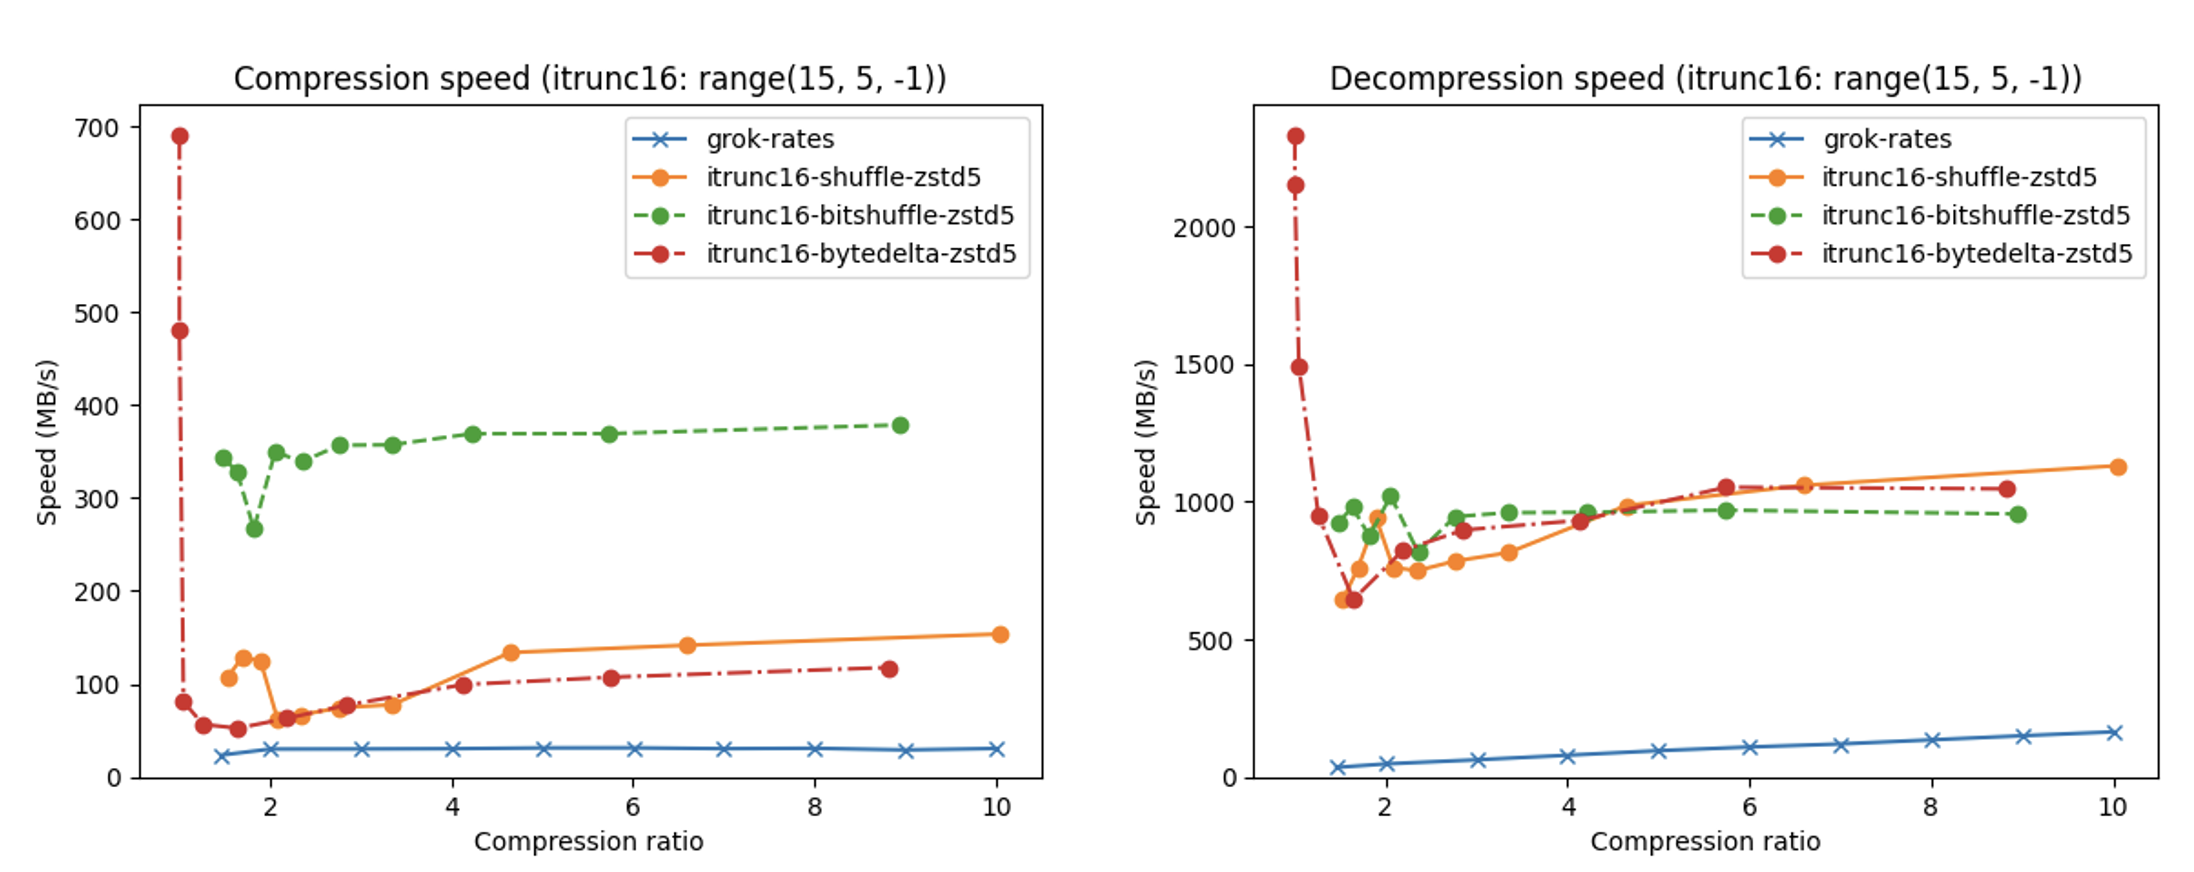 Compression speed (itrunc16: range(15, 5, -1))
700
600
500
400
300
200
100
0
Speed (MB/s)
2 4 6 8 10
Compression ratio
grok-rates
itrunc16-shuffle-zstd5
itrunc16-bitshuffle-zstd5
itrunc16-bytedelta-zstd5
Decompression speed (itrunc16: range(15, 5, -1))
2000
1500
1000
500
0
Speed (MB/s)
2 4 6 8 10
Compression ratio
grok-rates
itrunc16-shuffle-zstd5
itrunc16-bitshuffle-zstd5
itrunc16-bytedelta-zstd5